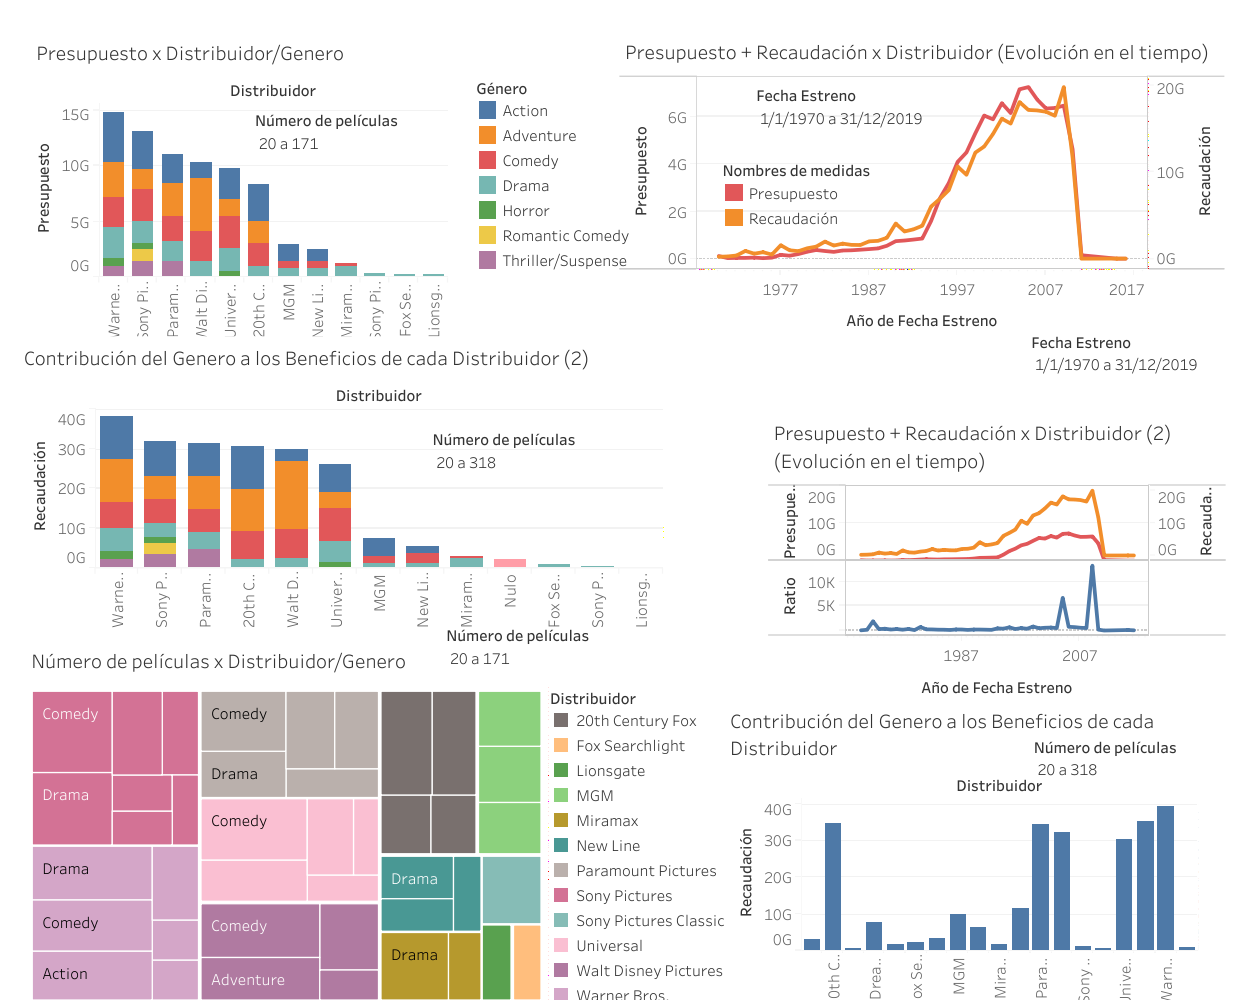 Presupuesto x Distribuidor/Genero
Distribuidor
Número de películas
20 a 171
Presupuesto
15G
10G
5G
0G
Warne..
Sony Pi..
Param..
Walt Di..
Univer..
20th C..
MGM
New Li..
Miram..
Sony Pi..
Fox Se..
Lionsg..
Género
Action
Adventure
Comedy
Drama
Horror
Romantic Comedy
Thriller/Suspense
Presupuesto + Recaudación x Distribuidor (Evolución en el tiempo)
Fecha Estreno
1/1/1970 a 31/12/2019
Nombres de medidas
Presupuesto
Recaudación
Presupuesto
6G
4G
2G
0G
20G
10G
0G
Recaudación
1977
1987
1997
2007
2017
Año de Fecha Estreno
Fecha Estreno
1/1/1970 a 31/12/2019
Contribución del Genero a los Beneficios de cada Distribuidor (2)
Distribuidor
Número de películas
20 a 318
Recaudación
40G
30G
20G
10G
0G
Warne..
Sony P..
Param..
20th C..
Walt D..
Univer..
MGM
New Li..
Miram..
Nulo
Fox Se..
Sony P..
Lionsg..
Presupuesto + Recaudación x Distribuidor (2)
(Evolución en el tiempo)
Presupue..
20G
10G
0G
20G
10G
0G
Recauda..
Ratio
10K
5K
1987
2007
Año de Fecha Estreno
Número de películas
20 a 171
Número de películas x Distribuidor/Genero
Comedy
Drama
Drama
Comedy
Action
Comedy
Drama
Comedy
Comedy
Adventure
Drama
Drama
Distribuidor
20th Century Fox
Fox Searchlight
Lionsgate
MGM
Miramax
New Line
Paramount Pictures
Sony Pictures
Sony Pictures Classic
Universal
Walt Disney Pictures
Warner Bros.
Contribución del Genero a los Beneficios de cada
Distribuidor
Número de películas
20 a 318
Distribuidor
Recaudación
40G
30G
20G
10G
0G
0th C..
Drea..
ox Se..
MGM
Mira..
Para..
Sony ..
nive..
Warn..